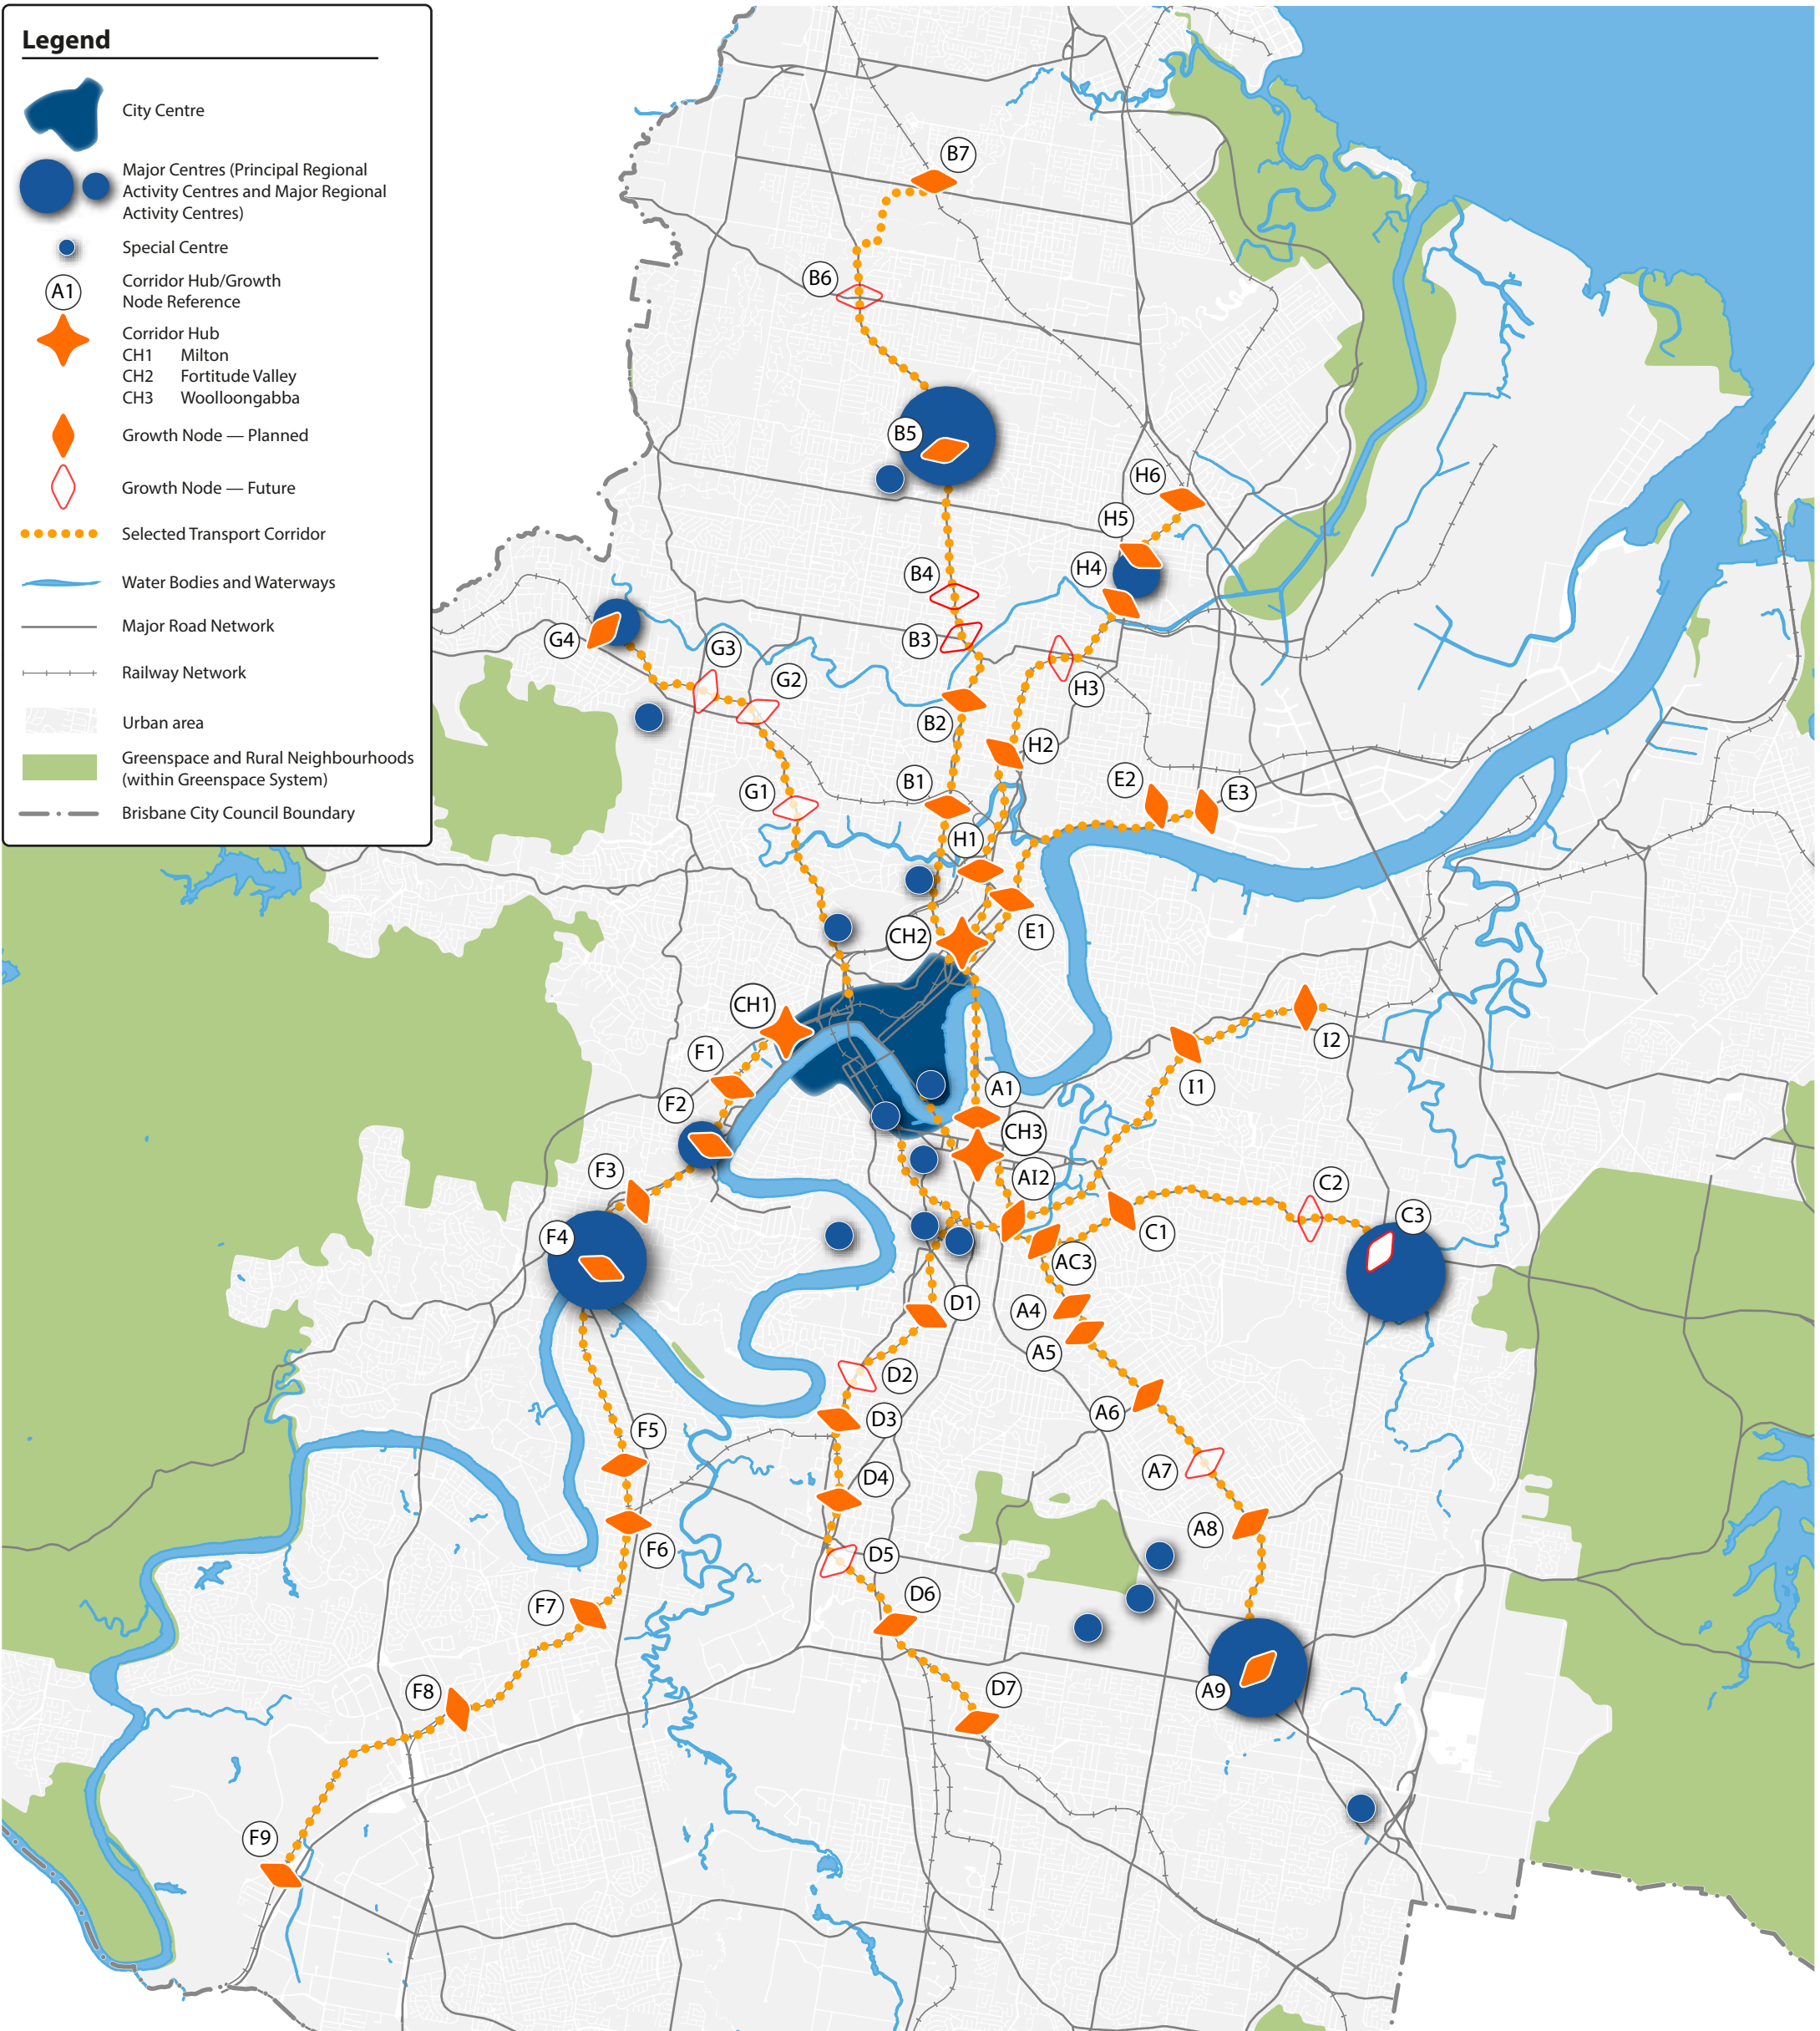 Legend
City Centre
Major Centres (Principal Regional
Activity Centres and Major Regional
Activity Centres)
Special Centre
A1
Corridor Hub/Growth
Node Reference
Corridor Hub
CH1 Milton
CH2 Fortitude Valley
CH3 Woolloongabba
Growth Node — Planned
Growth Node — Future
Selected Transport Corridor
Water Bodies and Waterways
Major Road Network
Railway Network
Urban area
Greenspace and Rural Neighbourhoods
(within Greenspace System)
Brisbane City Council Boundary
B7
B6
B5
H6
H5
H4
B4
B3
G4
G3
G2
H3
B2
H2
G1
B1
E2
E3
H1
E1
CH2
CH1
I2
F1
I1
A1
F2
CH3
F3
AI2
C2
C3
C1
F4
AC3
D1
A4
A5
D2
A6
D3
F5
A7
D4
A8
D5
F6
D6
F7
D7
A9
F8
F9